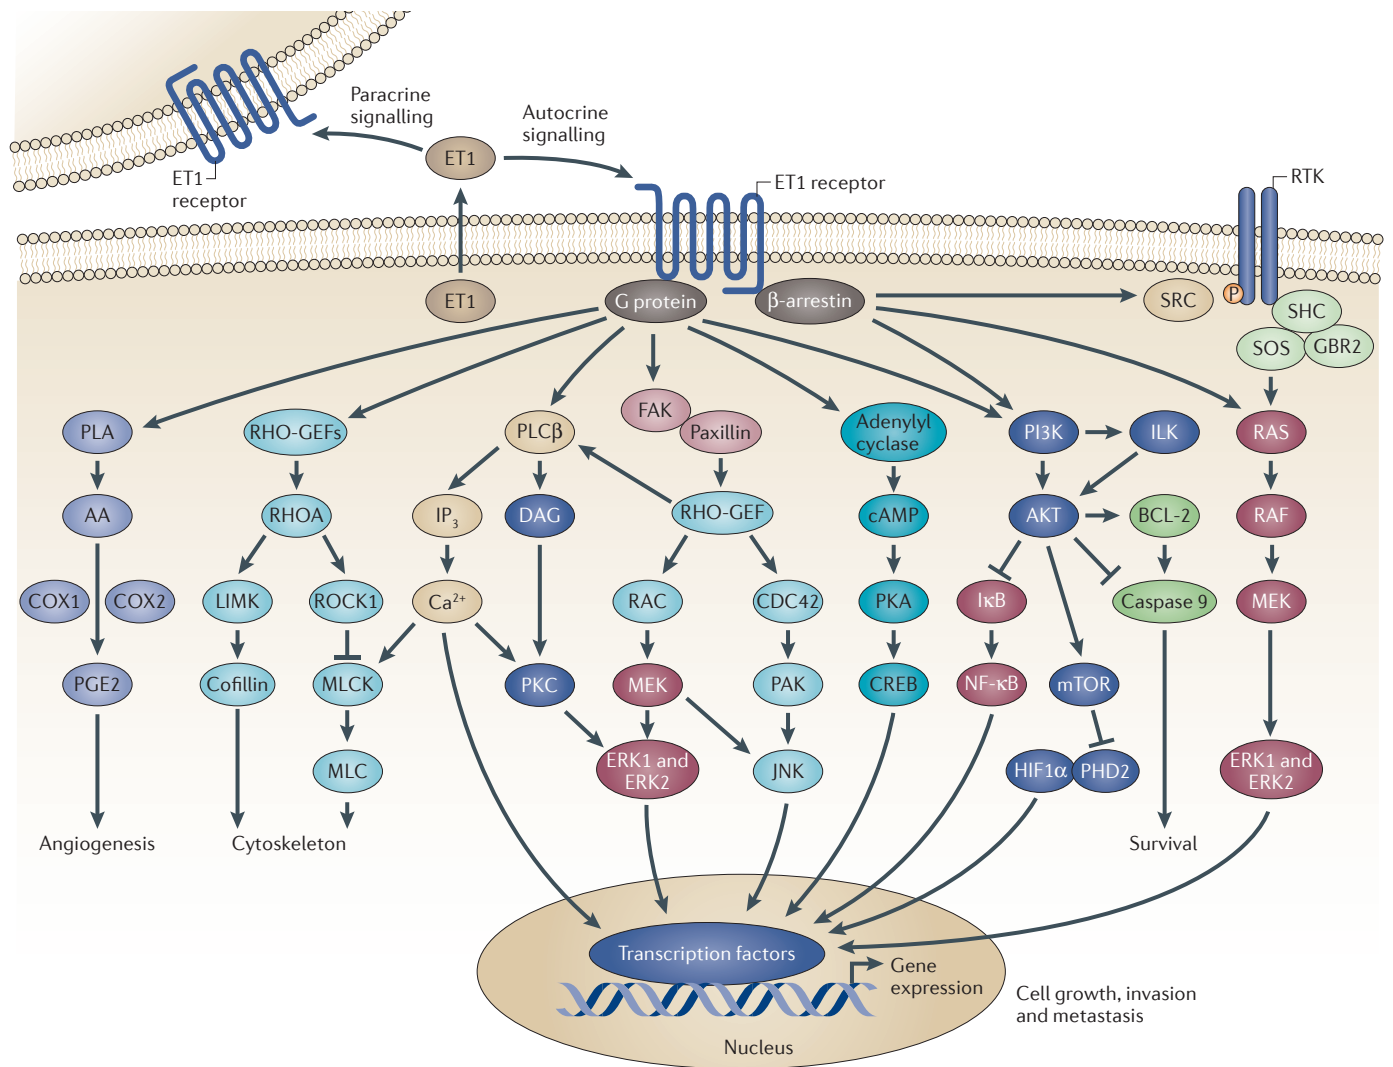 Paracrine
signalling
Autocrine
signalling
ET1
ET1
receptor
ET1 receptor
RTK
ET1
G protein
β-arrestin
SRC
P
SHC
SOS
GBR2
PLA
RHO-GEFs
PLCβ
FAK
Paxillin
Adenylyl
cyclase
PI3K
ILK
RAS
AA
RHOA
IP3
DAG
RHO-GEF
cAMP
AKT
BCL-2
RAF
COX1
COX2
LIMK
ROCK1
Ca2+
RAC
CDC42
PKA
IκB
Caspase 9
MEK
PGE2
Cofillin
MLCK
PKC
MEK
PAK
CREB
NF-κB
mTOR
MLC
ERK1 and
ERK2
JNK
HIF1α
PHD2
ERK1 and
ERK2
Angiogenesis
Cytoskeleton
Survival
Transcription factors
Gene
expression
Cell growth, invasion
and metastasis
Nucleus